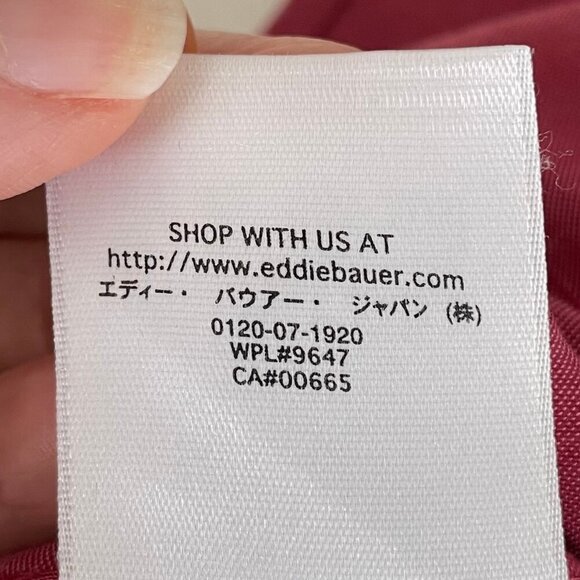 SHOP WITH US AT
http://www.eddiebauer.com
エディー・ バウアー・ ジャパン (株)
0120-07-1920
WPL#9647
CA#00665